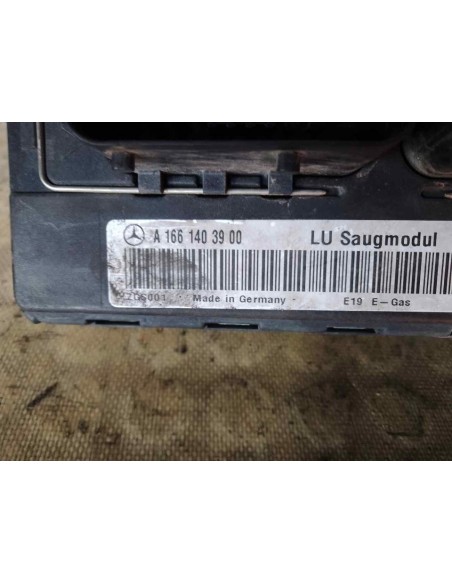 A 166 140 39 00 LU Saugmodul
Made in Germany · E19 E-Gas